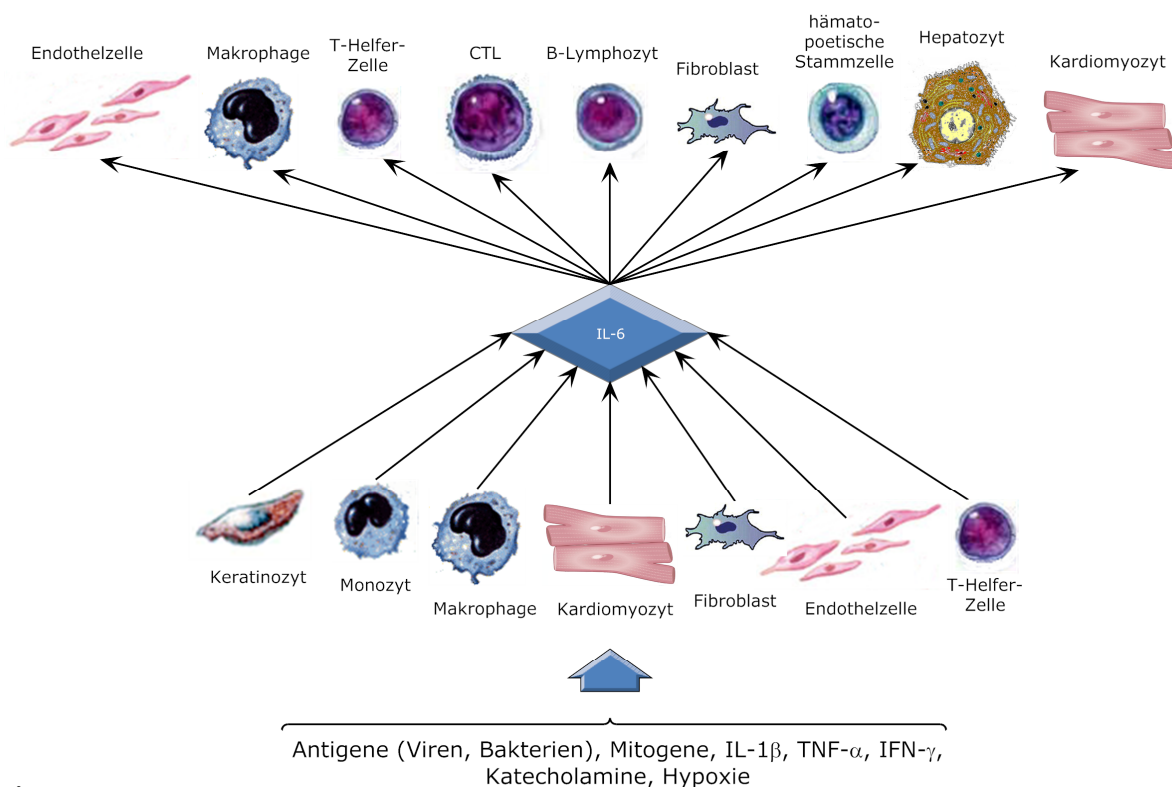 Endothelzelle
Makrophage
T-Helfer-
Zelle
CTL
B-Lymphozyt
Fibroblast
hämato-
poetische
Stammzelle
Hepatozyt
Kardiomyozyt
IL-6
Keratinozyt
Monozyt
Makrophage
Kardiomyozyt
Fibroblast
Endothelzelle
T-Helfer-
Zelle
Antigene (Viren, Bakterien), Mitogene, IL-1β, TNF-α, IFN-γ,
Katecholamine, Hypoxie